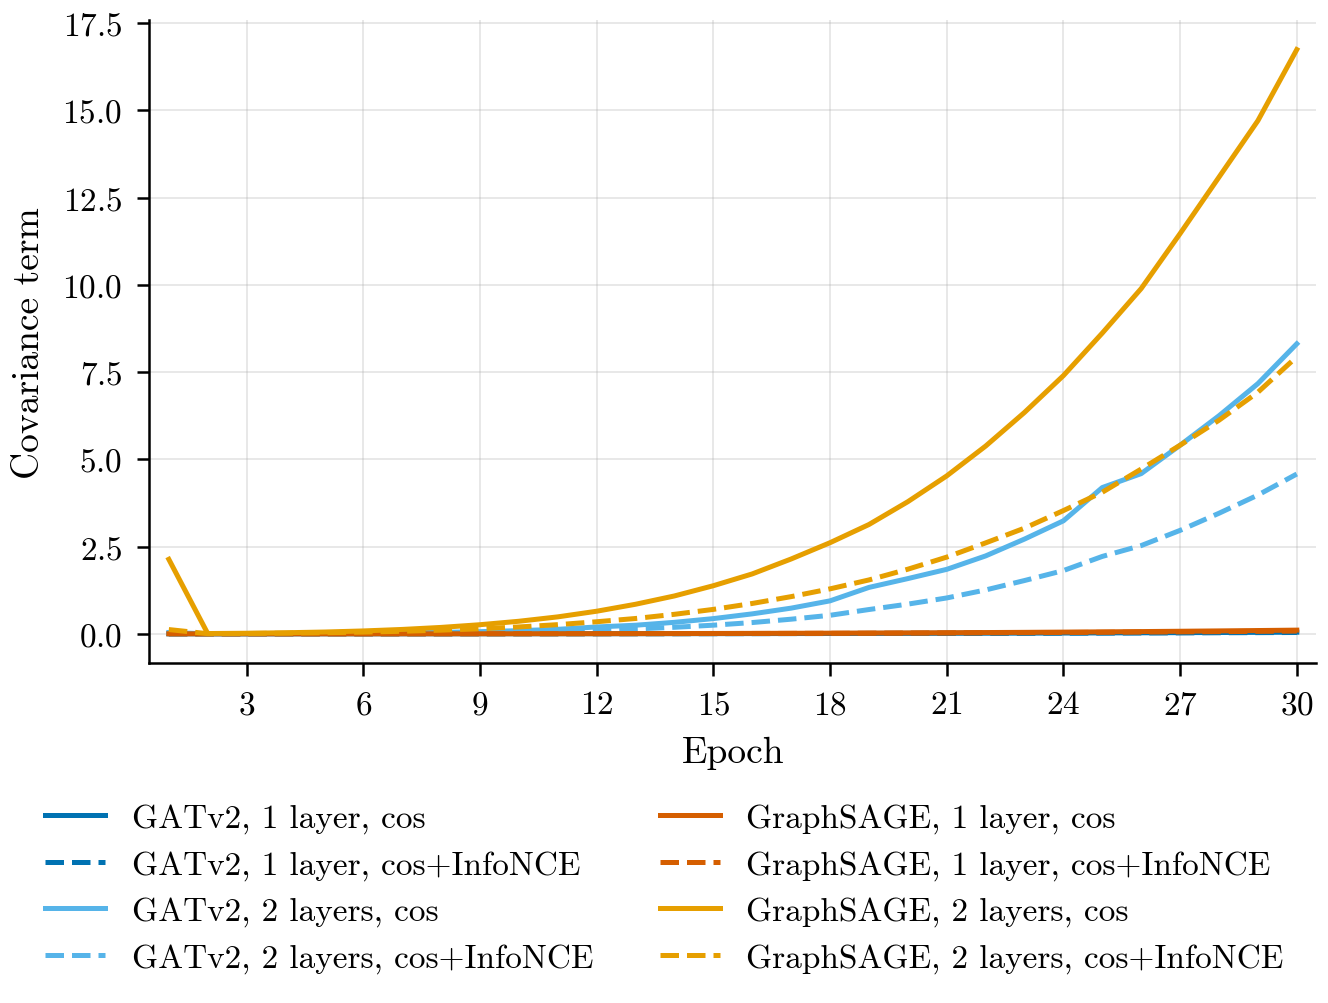 17.5
15.0
12.5
10.0
7.5
5.0
2.5
0.0
Covariance term
3 6 9 12 15 18 21 24 27 30
Epoch
GATv2, 1 layer, cos
GATv2, 1 layer, cos+InfoNCE
GATv2, 2 layers, cos
GATv2, 2 layers, cos+InfoNCE
GraphSAGE, 1 layer, cos
GraphSAGE, 1 layer, cos+InfoNCE
GraphSAGE, 2 layers, cos
GraphSAGE, 2 layers, cos+InfoNCE